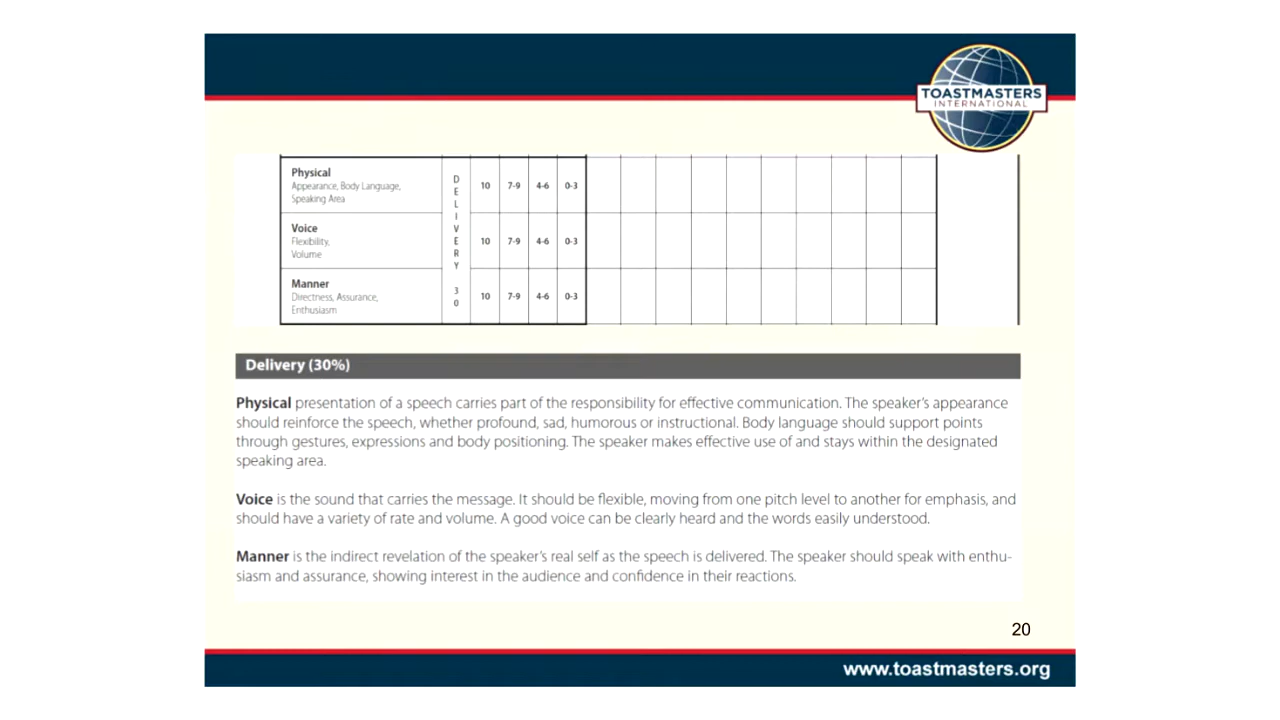 TOASTMASTERS
INTERNATIONAL
Physical
Appearance, Body Language,
Speaking Area
10 7-9 4-6 0-3
Voice
Flexibility,
Volume
10 7-9 4-6 0-3
Manner
Directness, Assurance,
Enthusiasm
10 7-9 4-6 0-3
D
E
L
I
V
E
R
Y
3
0
Delivery (30%)
Physical presentation of a speech carries part of the responsibility for effective communication. The speaker's appearance
should reinforce the speech, whether profound, sad, humorous or instructional. Body language should support points
through gestures, expressions and body positioning. The speaker makes effective use of and stays within the designated
speaking area.
Voice is the sound that carries the message. It should be flexible, moving from one pitch level to another for emphasis, and
should have a variety of rate and volume. A good voice can be clearly heard and the words easily understood.
Manner is the indirect revelation of the speaker's real self as the speech is delivered. The speaker should speak with enthu-
siasm and assurance, showing interest in the audience and confidence in their reactions.
20
www.toastmasters.org